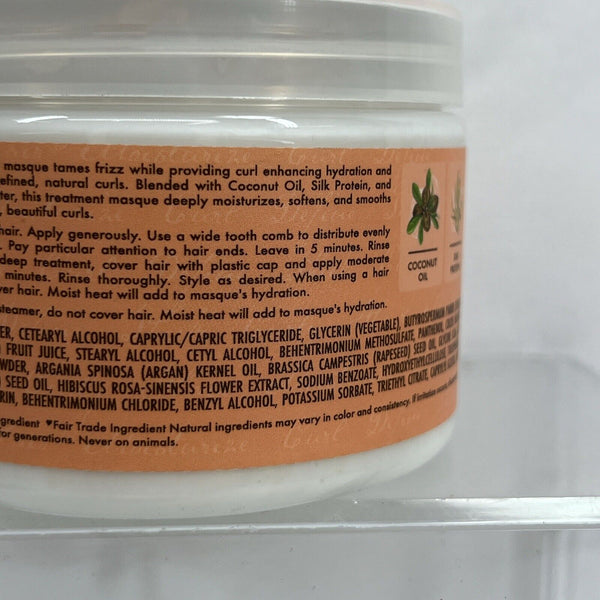 masque tames frizz while providing curl enhancing hydration and
efined, natural curls. Blended with Coconut Oil, Silk Protein, and
ter, this treatment masque deeply moisturizes, softens, and smooths
, beautiful curls.
hair. Apply generously. Use a wide tooth comb to distribute evenly
. Pay particular attention to hair ends. Leave in 5 minutes. Rinse
deep treatment, cover hair with plastic cap and apply moderate
minutes. Rinse thoroughly. Style as desired. When using a hair
ver hair. Moist heat will add to masque's hydration.
steamer, do not cover hair. Moist heat will add to masque's hydration.
ER, CETEARYL ALCOHOL, CAPRYLIC/CAPRIC TRIGLYCERIDE, GLYCERIN (VEGETABLE), BUTYROSPERMUM
FRUIT JUICE, STEARYL ALCOHOL, CETYL ALCOHOL, BEHENTRIMONIUM METHOSULFATE, PANTHENOL,
WDER, ARGANIA SPINOSA (ARGAN) KERNEL OIL, BRASSICA CAMPESTRIS (RAPESEED) SEED OIL,
) SEED OIL, HIBISCUS ROSA-SINENSIS FLOWER EXTRACT, SODIUM BENZOATE, HYDROXYETHYLCELLULOSE,
RIN, BEHENTRIMONIUM CHLORIDE, BENZYL ALCOHOL, POTASSIUM SORBATE, TRIETHYL CITRATE,
ngredient ♥Fair Trade Ingredient Natural ingredients may vary in color and consistency. If irritation
for generations. Never on animals.
COCONUT
OIL